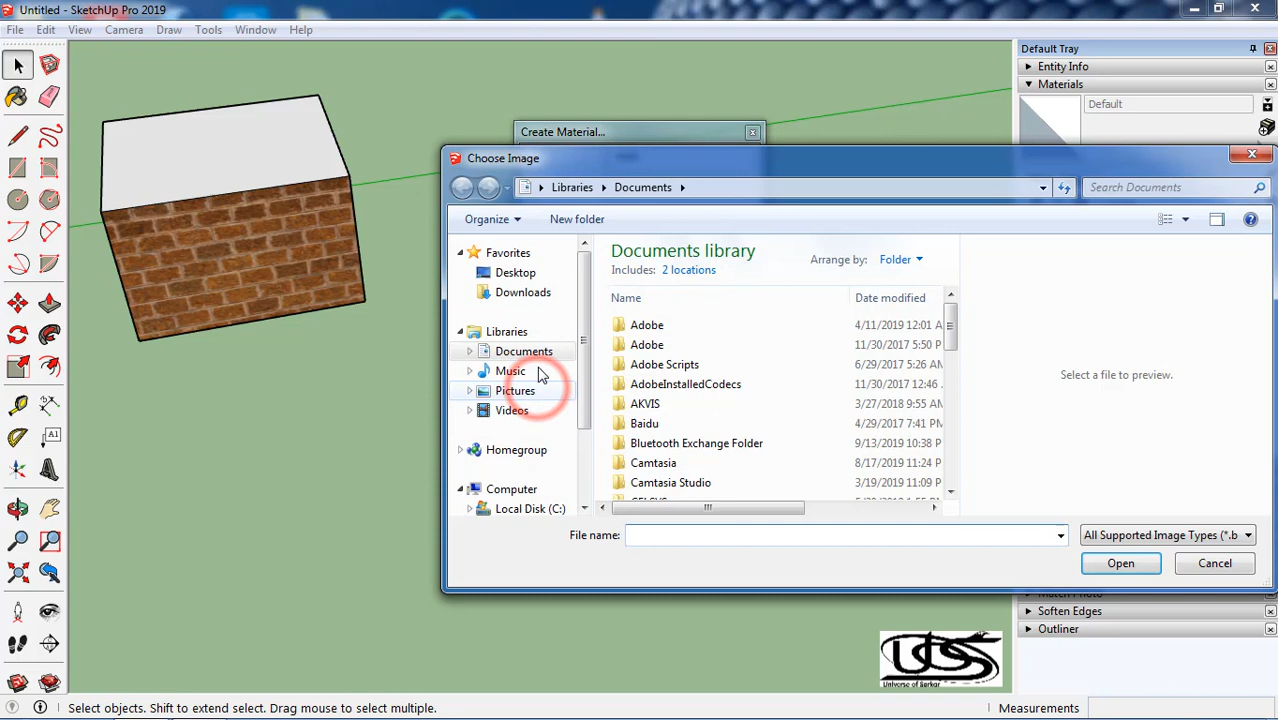 Untitled - SketchUp Pro 2019
File Edit View Camera Draw Tools Window Help
Default Tray
Entity Info
Materials
Default
Create Material...
Choose Image
Libraries Documents
Search Documents
Organize New folder
Favorites
Desktop
Downloads
Libraries
Documents
Music
Pictures
Videos
Homegroup
Computer
Local Disk (C:)
Documents library
Includes: 2 locations
Arrange by: Folder
Name Date modified
Adobe 4/11/2019 12:01 A
Adobe 11/30/2017 5:50 P
Adobe Scripts 6/29/2017 5:26 A
AdobeInstalledCodecs 11/30/2017 12:46
AKVIS 3/27/2018 9:55 A
Baidu 4/29/2017 7:41 P
Bluetooth Exchange Folder 9/13/2019 10:38 P
Camtasia 8/17/2019 11:24 P
Camtasia Studio 3/19/2019 11:09 P
Select a file to preview.
File name:
All Supported Image Types (*.b
Open Cancel
Match Photo
Soften Edges
Outliner
A1
UOS
Universe of Sarkar
Select objects. Shift to extend select. Drag mouse to select multiple.
Measurements